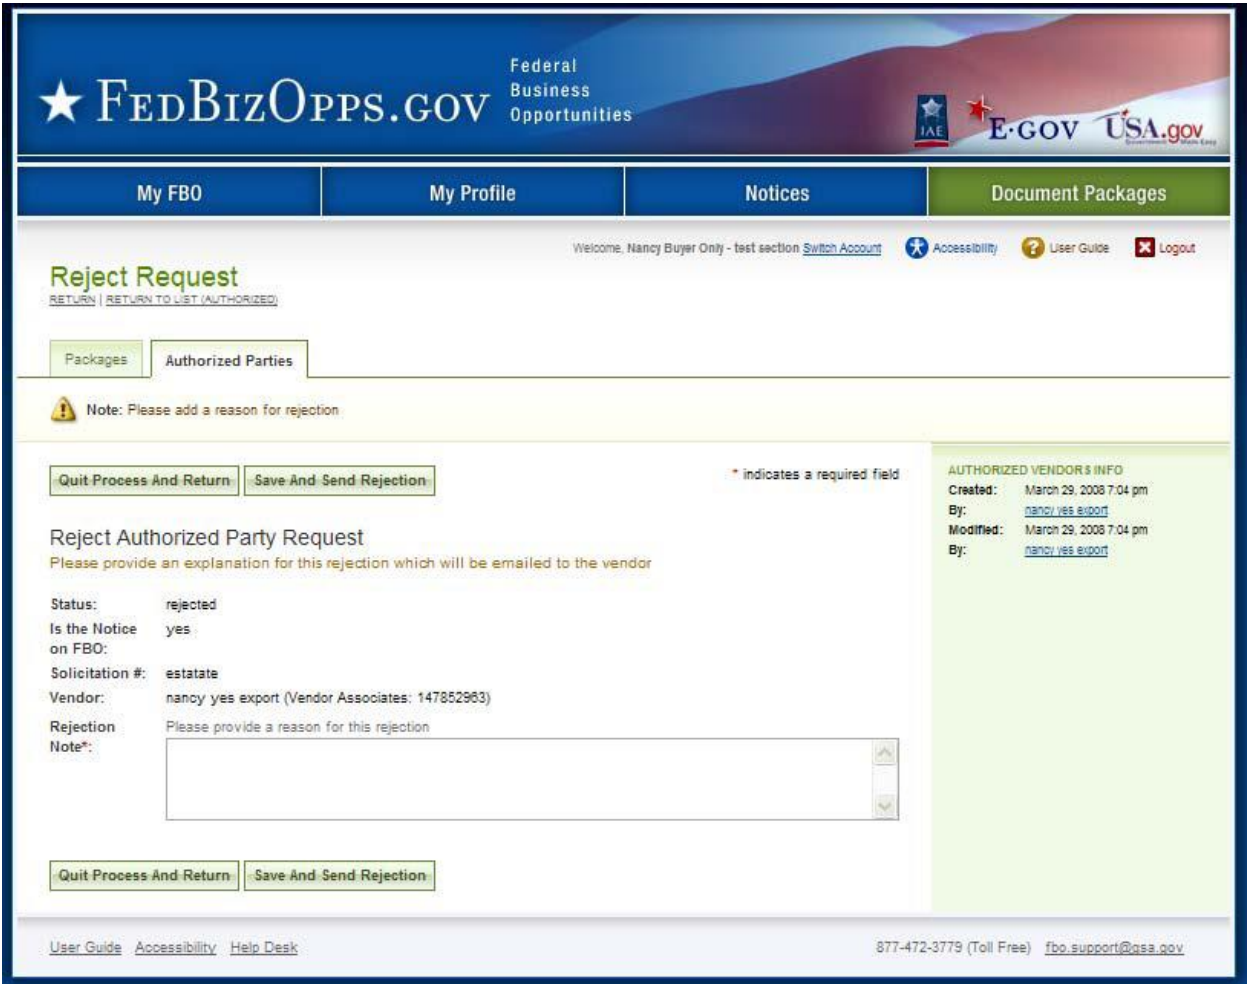 ★ FEDBIZOPPS.GOV
Federal
Business
Opportunities
IAE
E·GOV
USA.gov
Government Made Easy
My FBO
My Profile
Notices
Document Packages
Welcome, Nancy Buyer Only - test section Switch Account
Accessibility
User Guide
Logout
Reject Request
RETURN | RETURN TO LIST (AUTHORIZED)
Packages
Authorized Parties
Note: Please add a reason for rejection
Quit Process And Return
Save And Send Rejection
* indicates a required field
Reject Authorized Party Request
Please provide an explanation for this rejection which will be emailed to the vendor
Status: rejected
Is the Notice yes
on FBO:
Solicitation #: estatate
Vendor: nancy yes export (Vendor Associates: 147852963)
Rejection Please provide a reason for this rejection
Note*:
Quit Process And Return
Save And Send Rejection
AUTHORIZED VENDORS INFO
Created: March 29, 2008 7:04 pm
By: nancy yes export
Modified: March 29, 2008 7:04 pm
By: nancy yes export
User Guide Accessibility Help Desk
877-472-3779 (Toll Free) fbo.support@gsa.gov